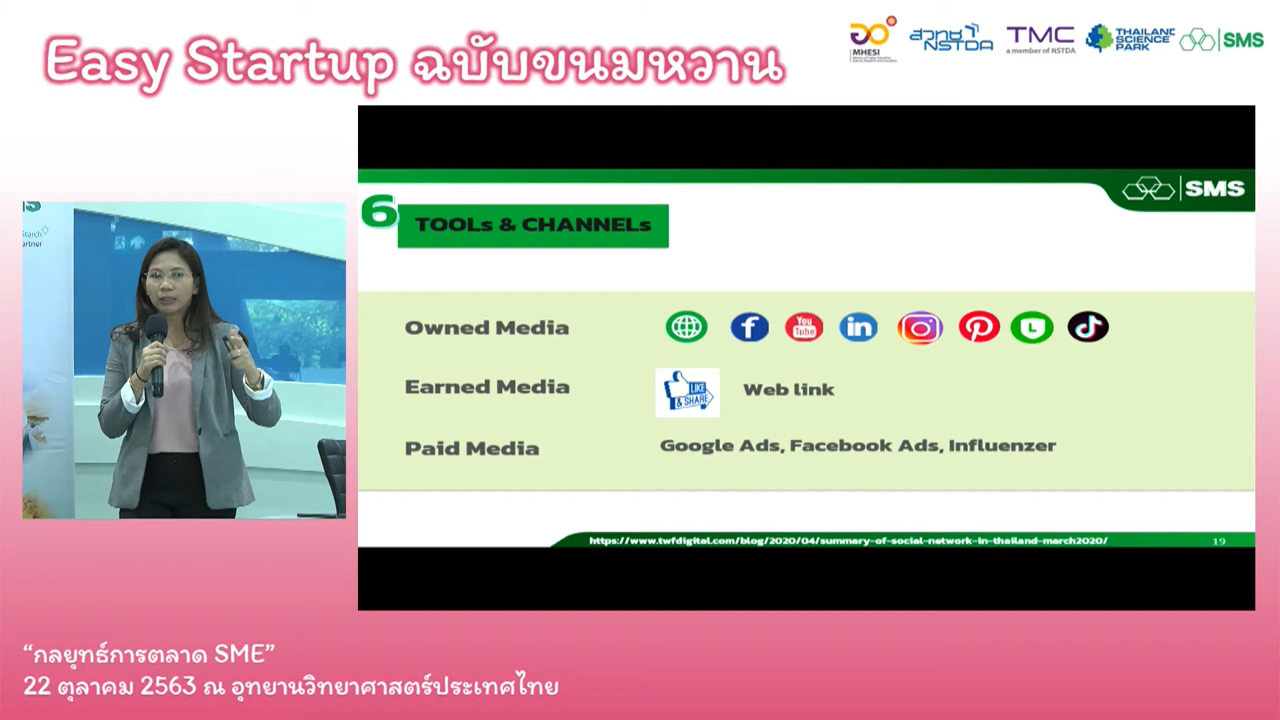 Easy Startup ฉบับขนมหวาน
MHESI
สวทช
NSTDA
TMC
a member of NSTDA
THAILAND
SCIENCE
PARK
SMS
SMS
6
TOOLs & CHANNELs
Owned Media
You
Tube
in
Earned Media
LIKE
& SHARE
Web link
Paid Media
Google Ads, Facebook Ads, Influenzer
https://www.twfdigital.com/blog/2020/04/summary-of-social-network-in-thailand-march2020/
19
“กลยุทธ์การตลาด SME”
22 ตุลาคม 2563 ณ อุทยานวิทยาศาสตร์ประเทศไทย